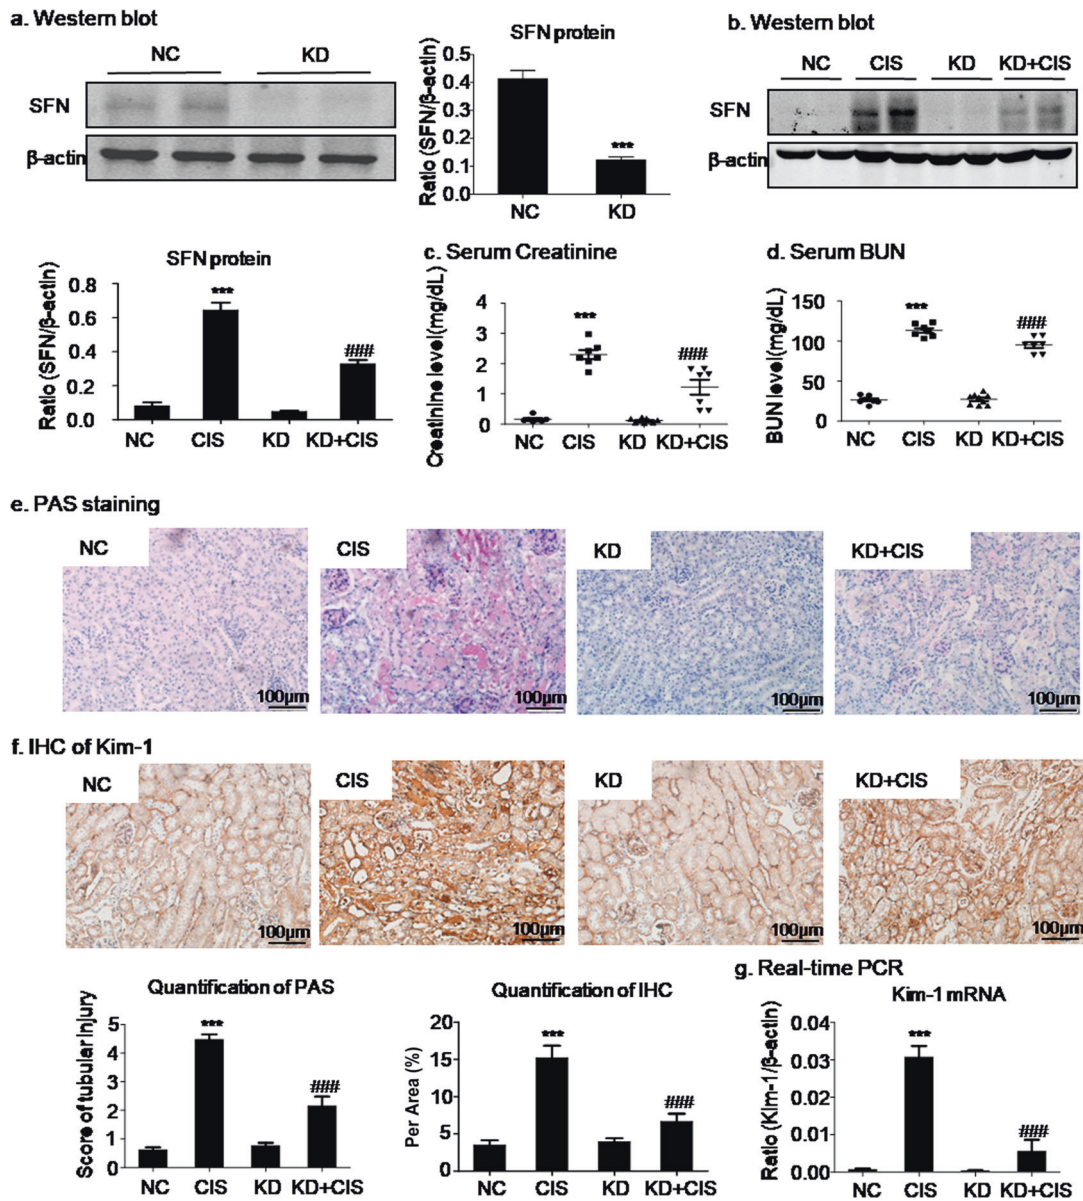 a. Western blot
NC KD
SFN
β-actin
SFN protein
Ratio (SFN/β-actin)
0.5
0.4
0.3
0.2
0.1
0.0
***
NC KD
b. Western blot
NC CIS KD KD+CIS
SFN
β-actin
SFN protein
Ratio (SFN/β-actin)
0.8
0.6
0.4
0.2
0.0
***
###
NC CIS KD KD+CIS
c. Serum Creatinine
Creatinine level(mg/dL)
4
3
2
1
0
***
###
NC CIS KD KD+CIS
d. Serum BUN
BUN level(mg/dL)
150
100
50
0
***
###
NC CIS KD KD+CIS
e. PAS staining
NC CIS KD KD+CIS
100μm 100μm 100μm 100μm
f. IHC of Kim-1
NC CIS KD KD+CIS
100μm 100μm 100μm 100μm
Quantification of PAS
Score of tubular injury
5
4
3
2
1
0
***
###
NC CIS KD KD+CIS
Quantification of IHC
Per Area (%)
20
15
10
5
0
***
###
NC CIS KD KD+CIS
g. Real-time PCR
Kim-1 mRNA
Ratio (Kim-1/β-actin)
0.04
0.03
0.02
0.01
0.00
***
###
NC CIS KD KD+CIS